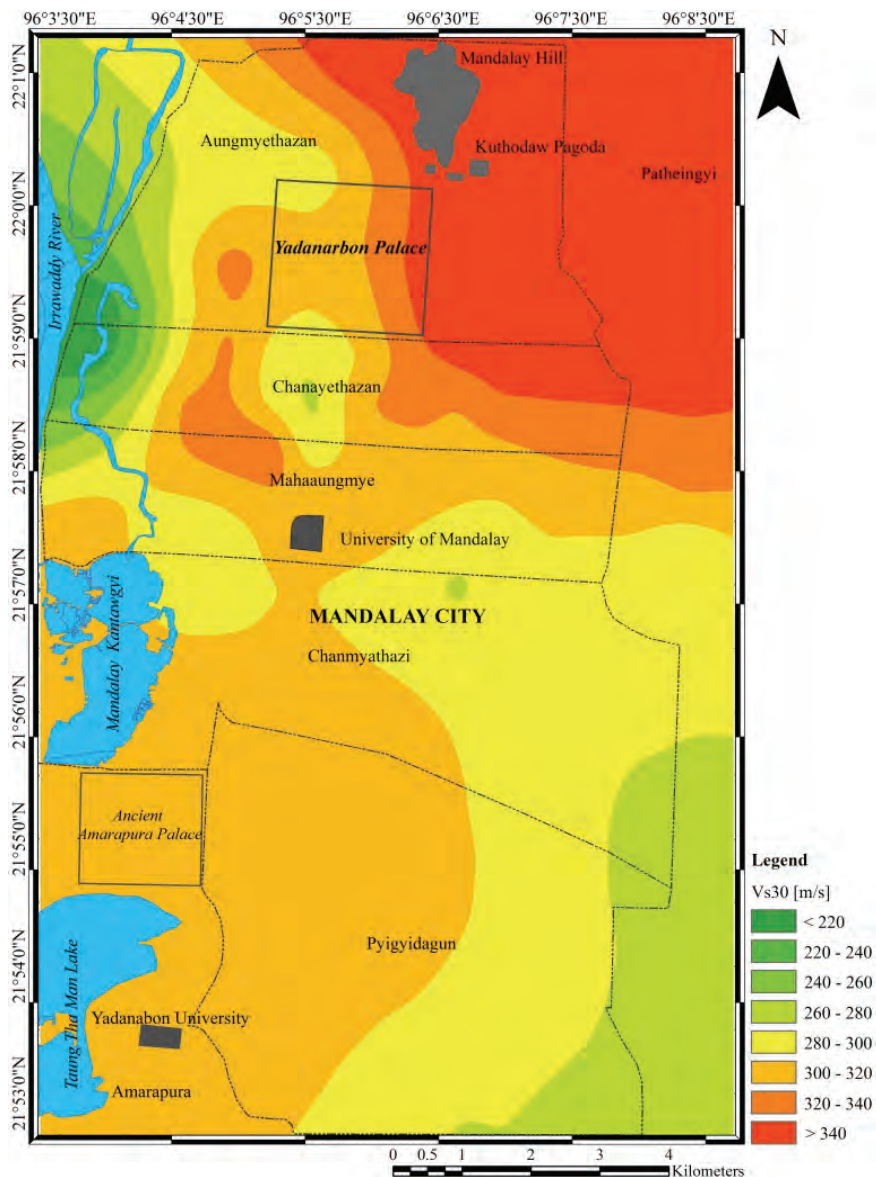 96°3'30"E 96°4'30"E 96°5'30"E 96°6'30"E 96°7'30"E 96°8'30"E
N
22°1'0"N
22°0'0"N
21°59'0"N
21°58'0"N
21°57'0"N
21°56'0"N
21°55'0"N
21°54'0"N
21°53'0"N
Mandalay Hill
Aungmyethazan
Kuthodaw Pagoda
Patheingyi
Yadanarbon Palace
Irrawaddy River
Chanayethazan
Mahaaungmye
University of Mandalay
MANDALAY CITY
Chanmyathazi
Mandalay Kantawgyi
Ancient
Amarapura Palace
Pyigyidagun
Taung Tha Man Lake
Yadanabon University
Amarapura
Legend
Vs30 [m/s]
< 220
220 - 240
240 - 260
260 - 280
280 - 300
300 - 320
320 - 340
> 340
0 0.5 1 2 3 4
Kilometers